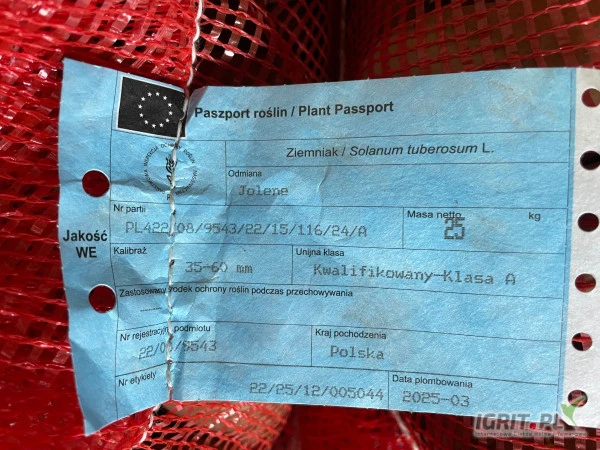 Paszport roślin / Plant Passport
Ziemniak / Solanum tuberosum L.
Odmiana
Jolene
Nr partii
PL422/08/9543/22/15/116/24/A
Masa netto
25
kg
Jakość
WE
Kalibraż
35-60 mm
Unijna klasa
Kwalifikowany-Klasa A
Zastosowany środek ochrony roślin podczas przechowywania
Nr rejestracyjny podmiotu
Kraj pochodzenia
Polska
Nr etykiety
22/25/12/005044
Data plombowania
2025-03
IGRIT.PL